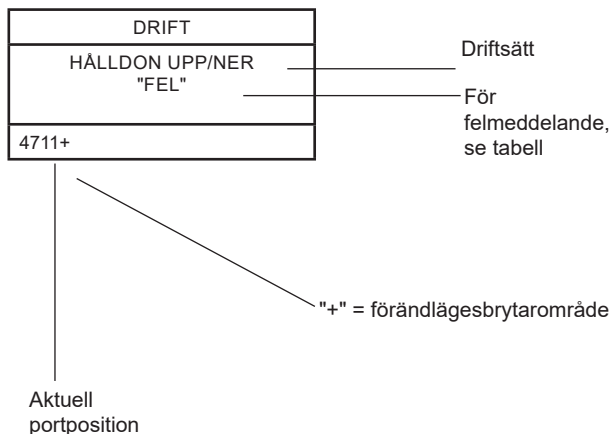 DRIFT
HÅLLDON UPP/NER
"FEL"
4711+
Driftsätt
För
felmeddelande,
se tabell
"+" = förändlägesbrytarområde
Aktuell
portposition